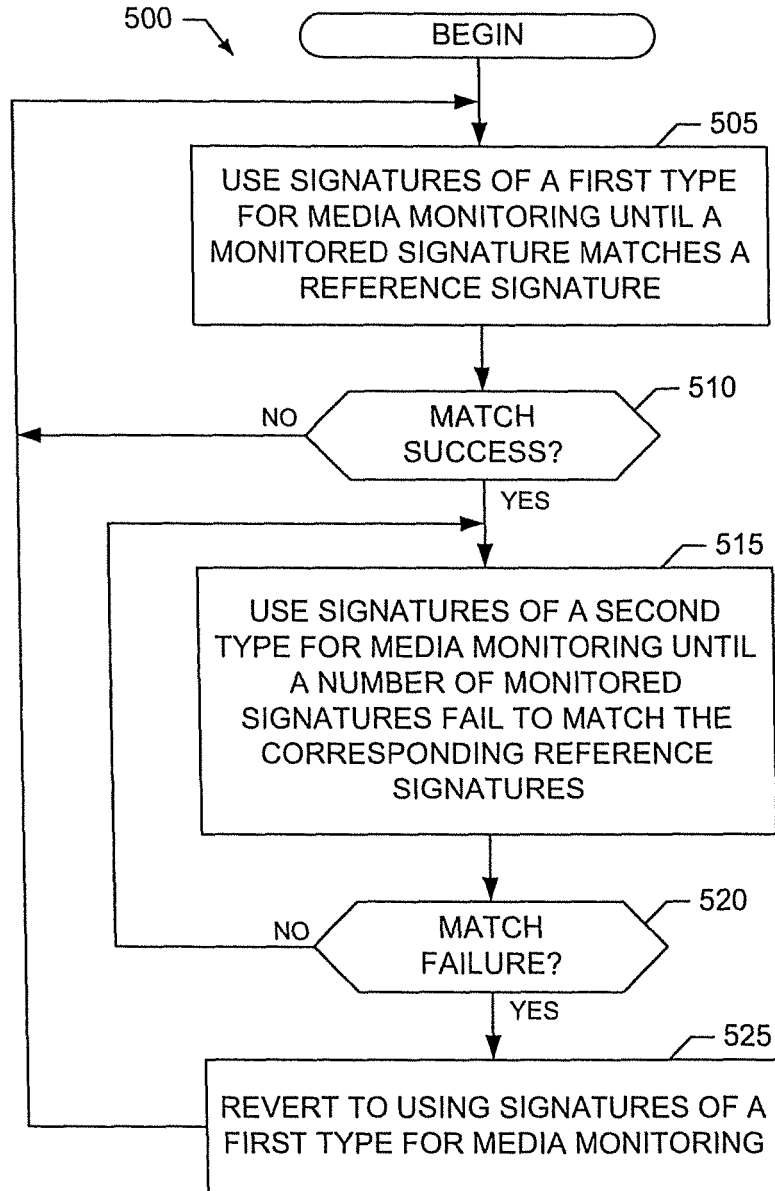 500
BEGIN
505
USE SIGNATURES OF A FIRST TYPE
FOR MEDIA MONITORING UNTIL A
MONITORED SIGNATURE MATCHES A
REFERENCE SIGNATURE
510
NO
MATCH
SUCCESS?
YES
515
USE SIGNATURES OF A SECOND
TYPE FOR MEDIA MONITORING UNTIL
A NUMBER OF MONITORED
SIGNATURES FAIL TO MATCH THE
CORRESPONDING REFERENCE
SIGNATURES
520
NO
MATCH
FAILURE?
YES
525
REVERT TO USING SIGNATURES OF A
FIRST TYPE FOR MEDIA MONITORING